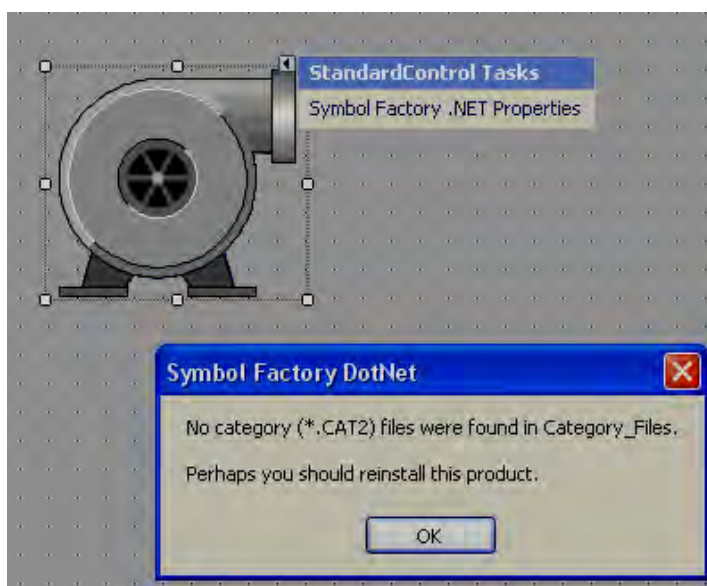 StandardControl Tasks
Symbol Factory .NET Properties
Symbol Factory DotNet
No category (*.CAT2) files were found in Category_Files.
Perhaps you should reinstall this product.
OK